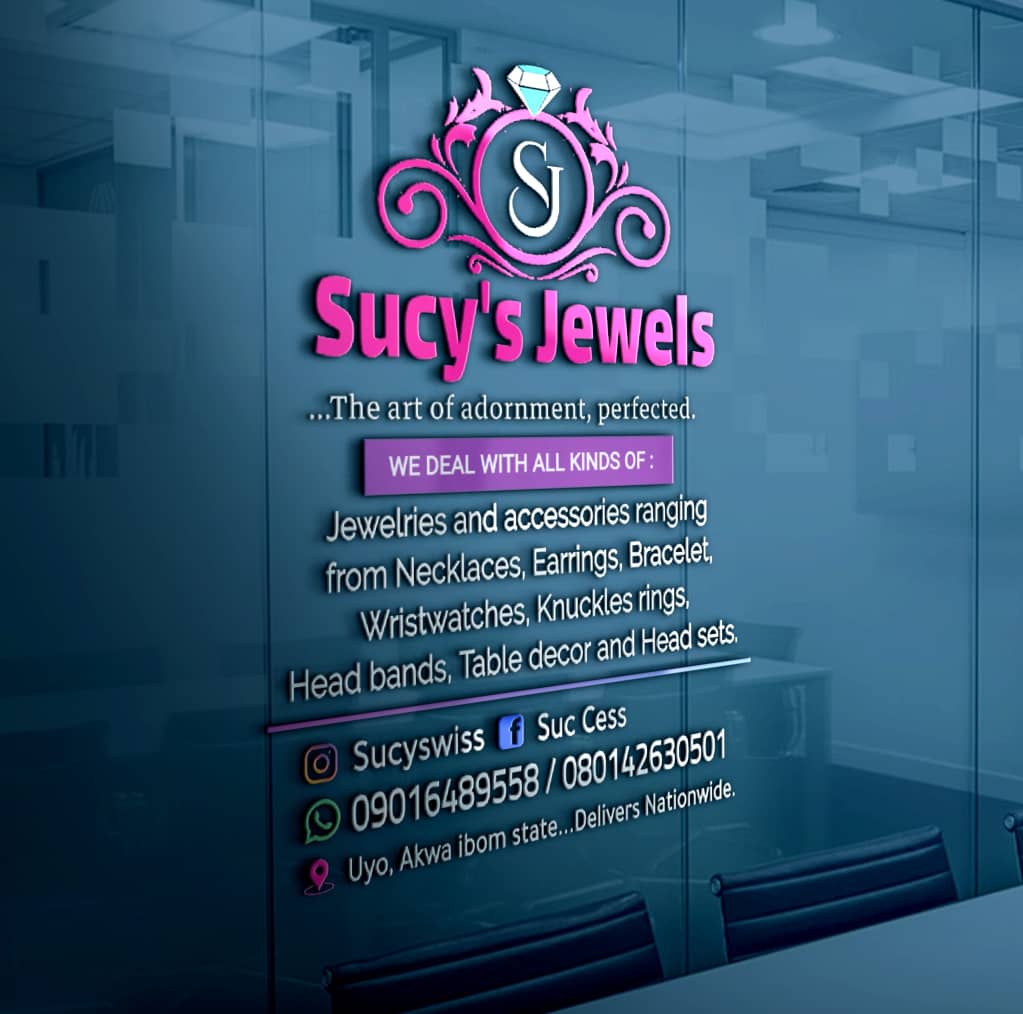 SJ
Sucy's Jewels
...The art of adornment, perfected.
WE DEAL WITH ALL KINDS OF :
Jewelries and accessories ranging
from Necklaces, Earrings, Bracelet,
Wristwatches, Knuckles rings,
Head bands, Table decor and Head sets.
Sucyswiss f Suc Cess
09016489558 / 080142630501
Uyo, Akwa ibom state...Delivers Nationwide.